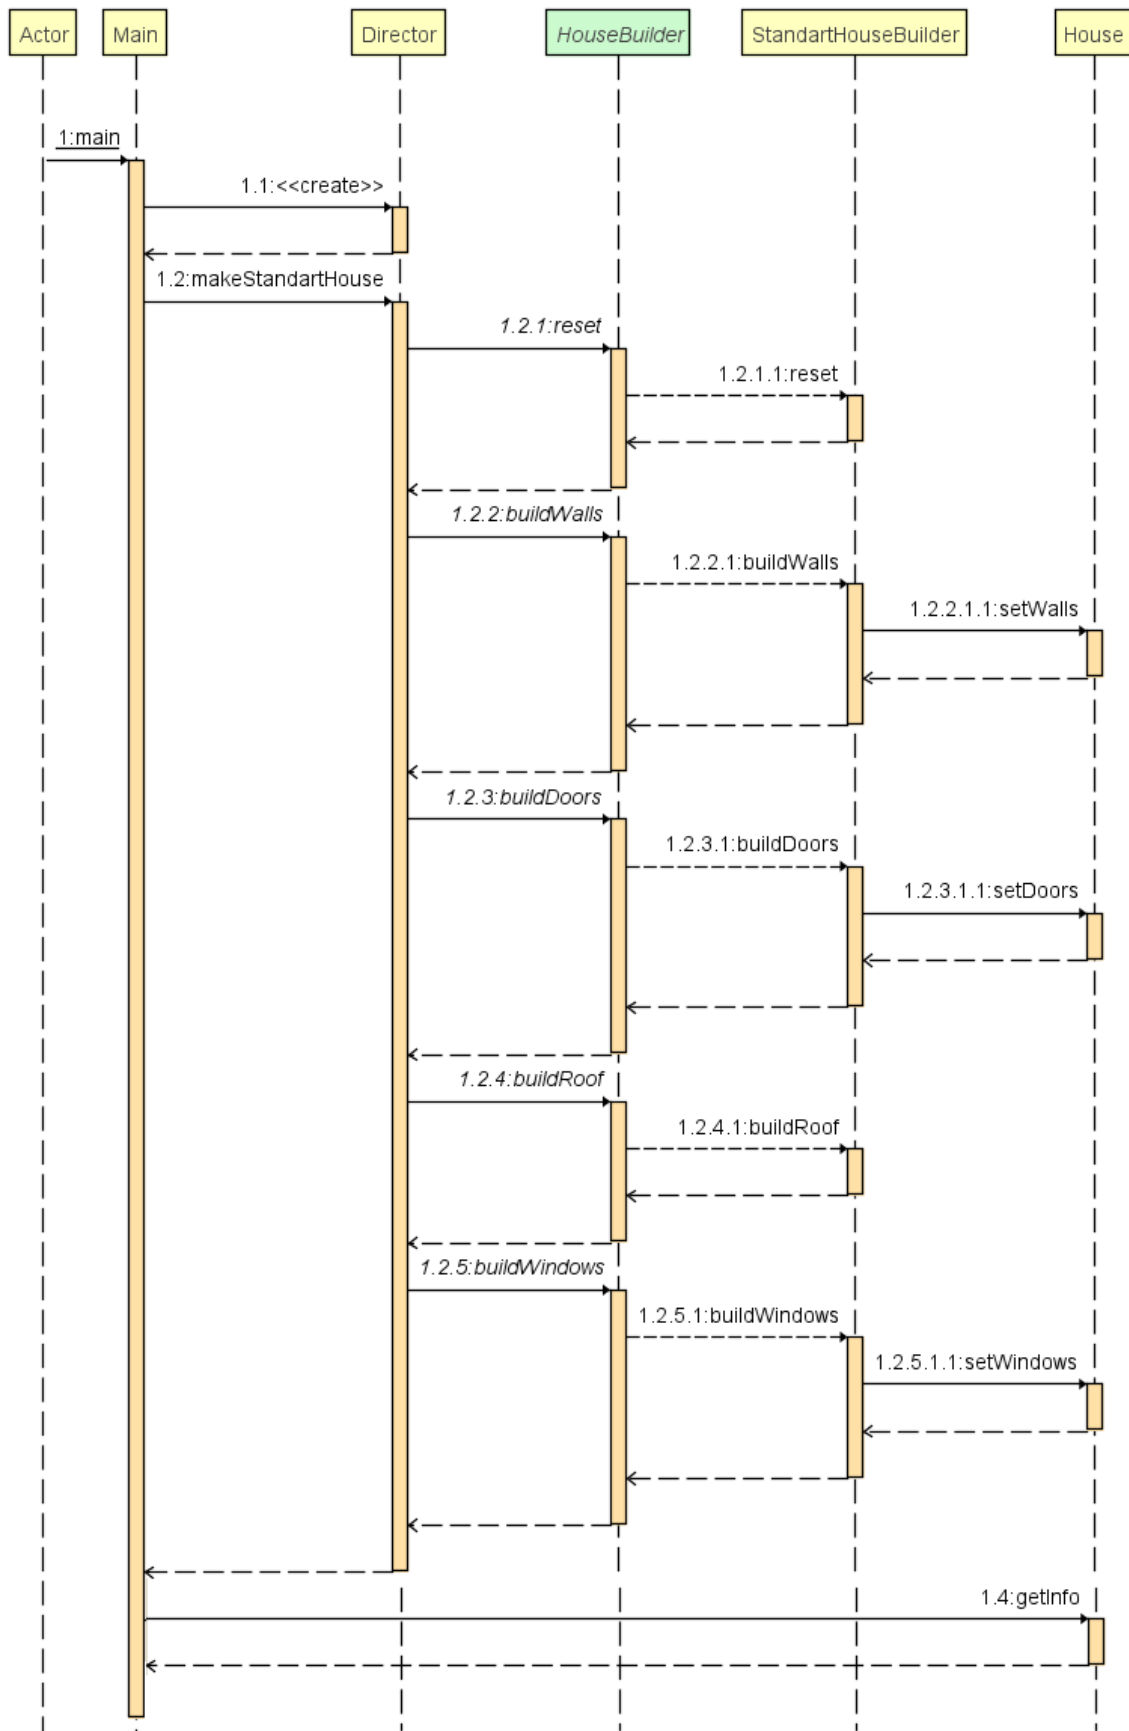 Actor
Main
Director
HouseBuilder
StandartHouseBuilder
House
1:main
1.1:<<create>>
1.2:makeStandartHouse
1.2.1:reset
1.2.1.1:reset
1.2.2:buildWalls
1.2.2.1:buildWalls
1.2.2.1.1:setWalls
1.2.3:buildDoors
1.2.3.1:buildDoors
1.2.3.1.1:setDoors
1.2.4:buildRoof
1.2.4.1:buildRoof
1.2.5:buildWindows
1.2.5.1:buildWindows
1.2.5.1.1:setWindows
1.4:getInfo